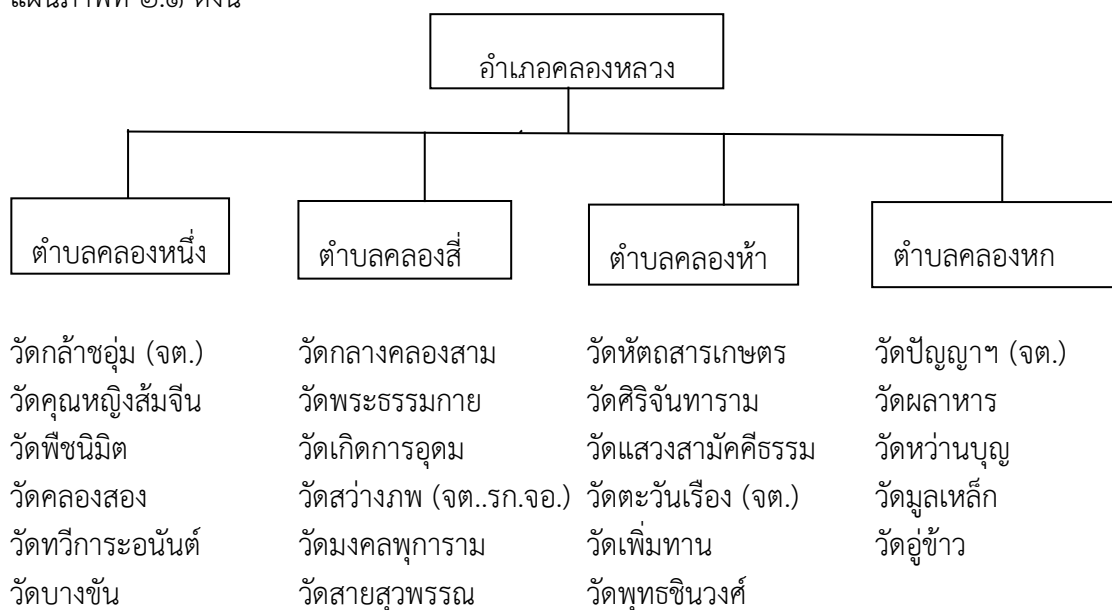 แผนภาพที่ ๒.๑ ดังนี้
อำเภอคลองหลวง
ตำบลคลองหนึ่ง ตำบลคลองสี่ ตำบลคลองห้า ตำบลคลองหก
วัดกล้าชอุ่ม (จต.) วัดกลางคลองสาม วัดหัตถสารเกษตร วัดปัญญาฯ (จต.)
วัดคุณหญิงส้มจีน วัดพระธรรมกาย วัดศิริจันทาราม วัดผลาหาร
วัดพืชนิมิต วัดเกิดการอุดม วัดแสวงสามัคคีธรรม วัดหว่านบุญ
วัดคลองสอง วัดสว่างภพ (จต..รก.จอ.) วัดตะวันเรือง (จต.) วัดมูลเหล็ก
วัดทวีการะอนันต์ วัดมงคลพุการาม วัดเพิ่มทาน วัดอู่ข้าว
วัดบางขัน วัดสายสุวพรรณ วัดพุทธชินวงศ์